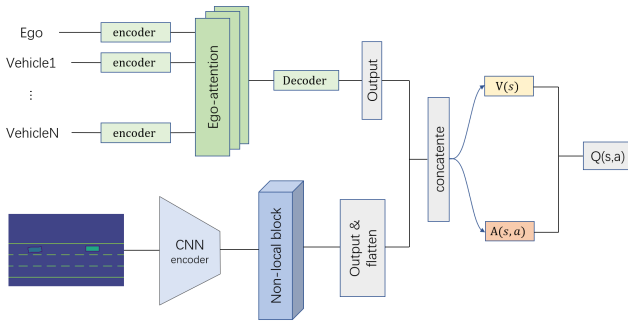 Ego
encoder
Vehicle1
encoder
⋮
VehicleN
encoder
Ego-attention
Decoder
Output
CNN
encoder
Non-local block
Output &
flatten
concatente
V(s)
A(s,a)
Q(s,a)